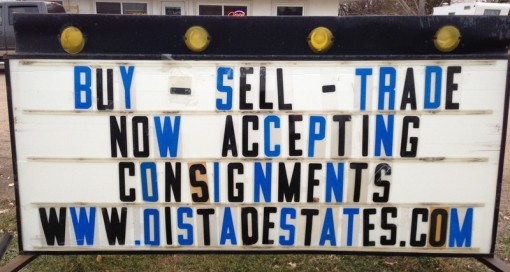 BUY - SELL - TRADE
NOW ACCEPTING
CONSIGNMENTS
WWW.DISTADESTATES.COM